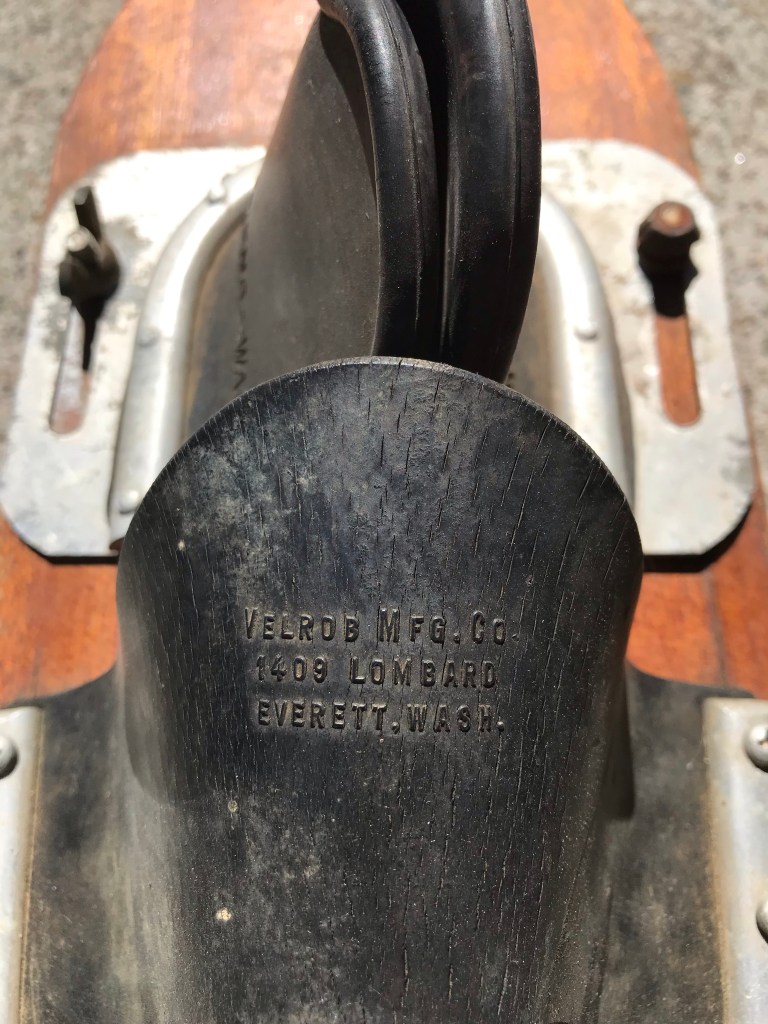 VELROB MFG. CO.
1409 LOMBARD
EVERETT, WASH.